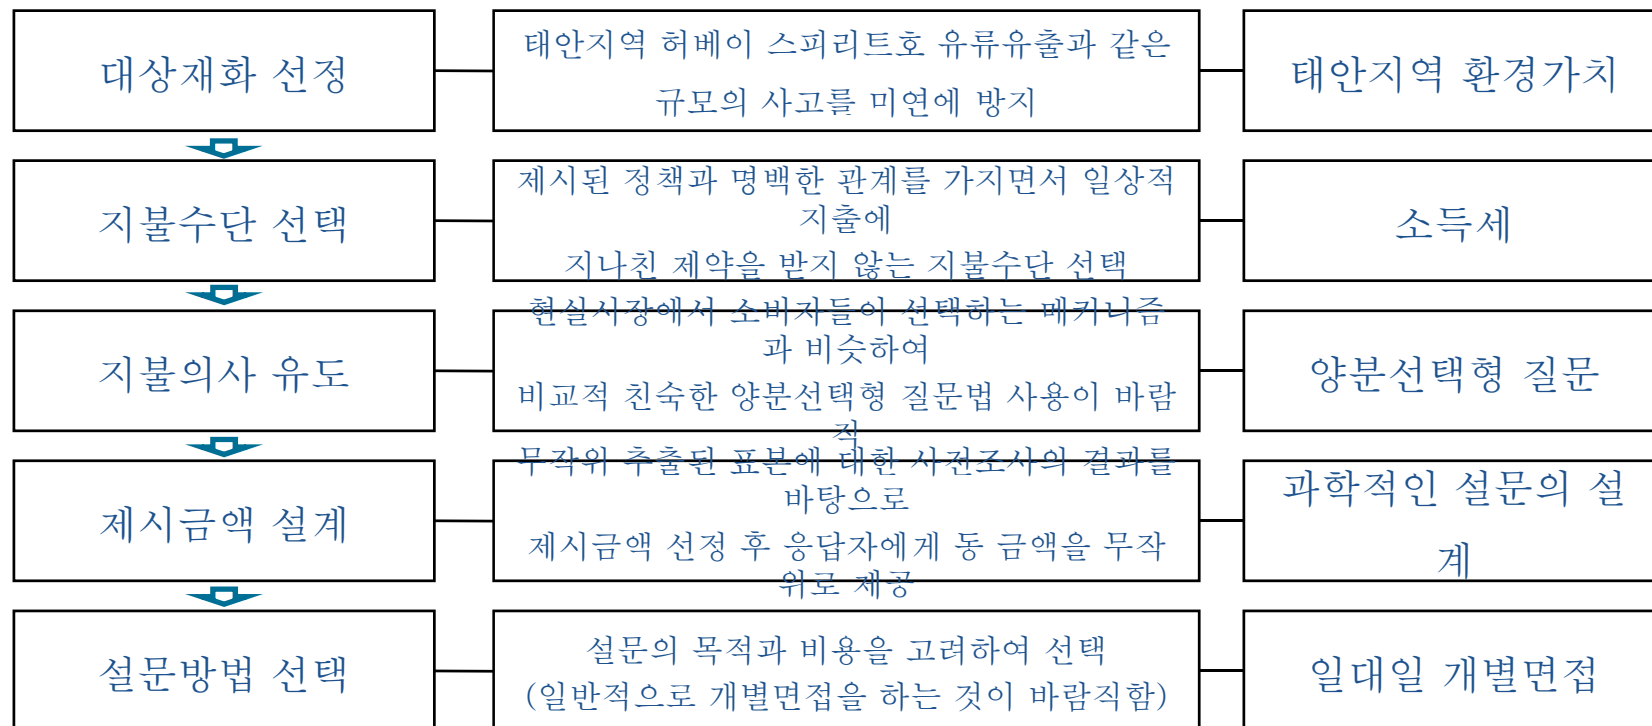 대상재화 선정
태안지역 허베이 스피리트호 유류유출과 같은
규모의 사고를 미연에 방지
태안지역 환경가치
지불수단 선택
제시된 정책과 명백한 관계를 가지면서 일상적
지출에
지나친 제약을 받지 않는 지불수단 선택
소득세
지불의사 유도
현실시장에서 소비자들이 선택하는 메커니즘
과 비슷하여
비교적 친숙한 양분선택형 질문법 사용이 바람
직
양분선택형 질문
제시금액 설계
무작위 추출된 표본에 대한 사전조사의 결과를
바탕으로
제시금액 선정 후 응답자에게 동 금액을 무작
위로 제공
과학적인 설문의 설
계
설문방법 선택
설문의 목적과 비용을 고려하여 선택
(일반적으로 개별면접을 하는 것이 바람직함)
일대일 개별면접